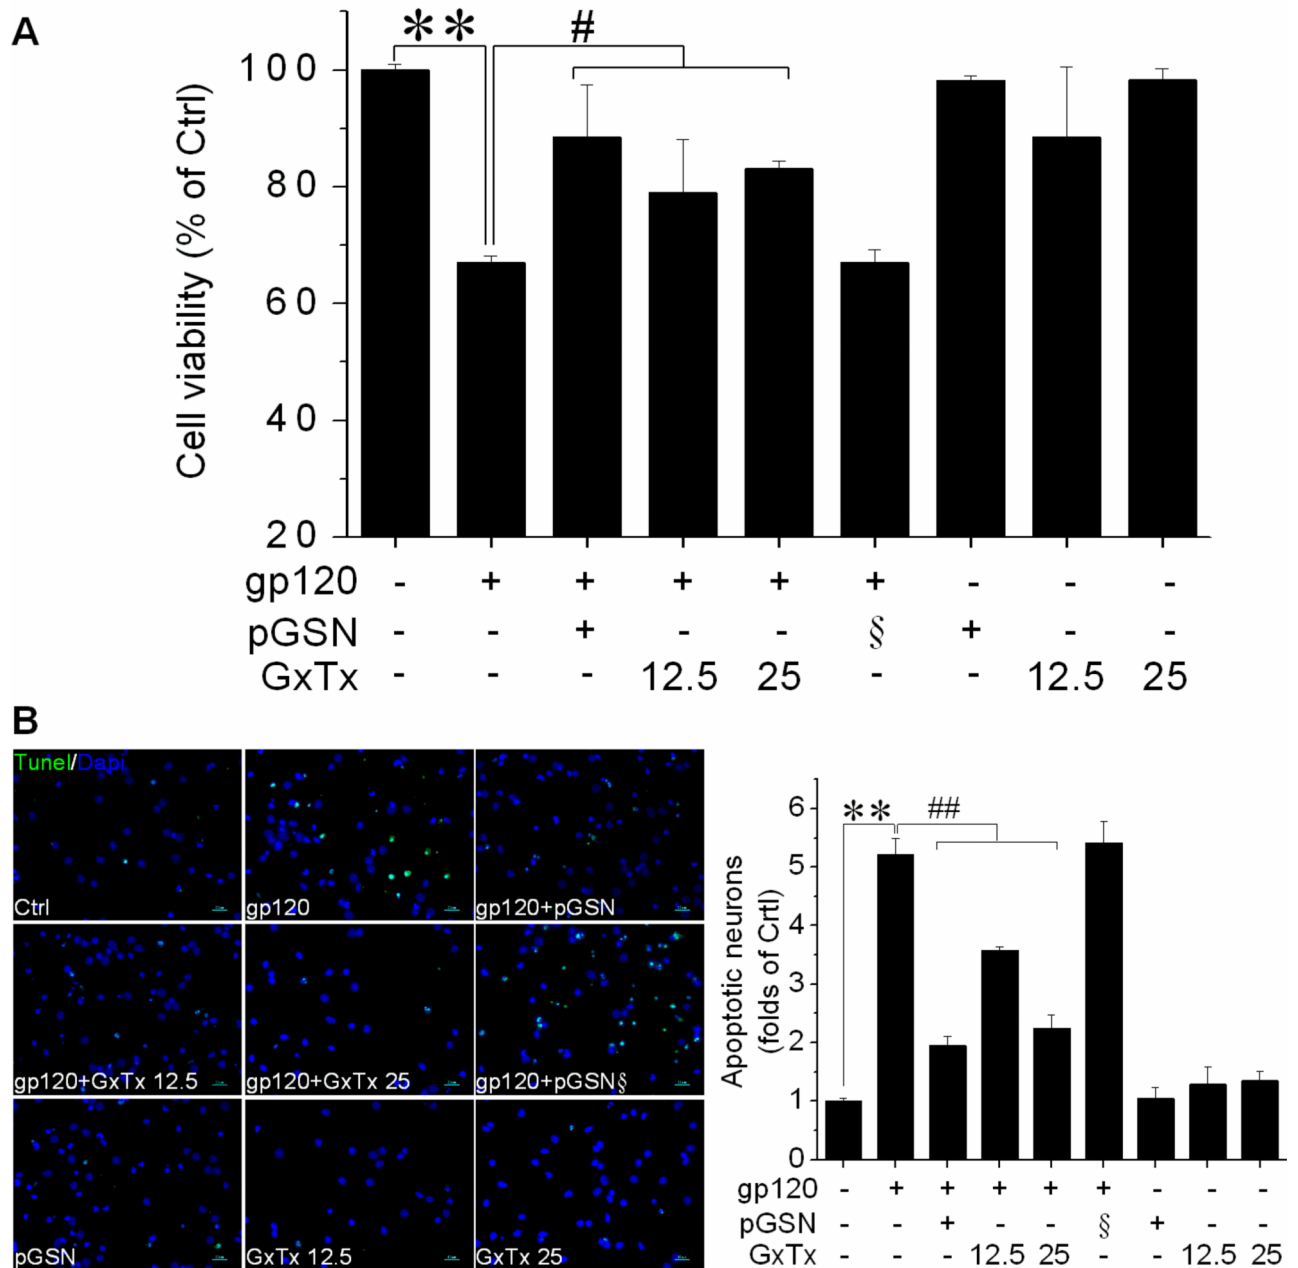 A
** #
100
80
60
40
20
Cell viability (% of Ctrl)
gp120 - + + + + + - - -
pGSN - - + - - § + - -
GxTx - - - 12.5 25 - - 12.5 25
B
Tunel/Dapi
Ctrl
gp120
gp120+pGSN
gp120+GxTx 12.5
gp120+GxTx 25
gp120+pGSN§
pGSN
GxTx 12.5
GxTx 25
** ##
6
5
4
3
2
1
0
Apoptotic neurons
(folds of Crtl)
gp120 - + + + + + - - -
pGSN - - + - - § + - -
GxTx - - - 12.5 25 - - 12.5 25